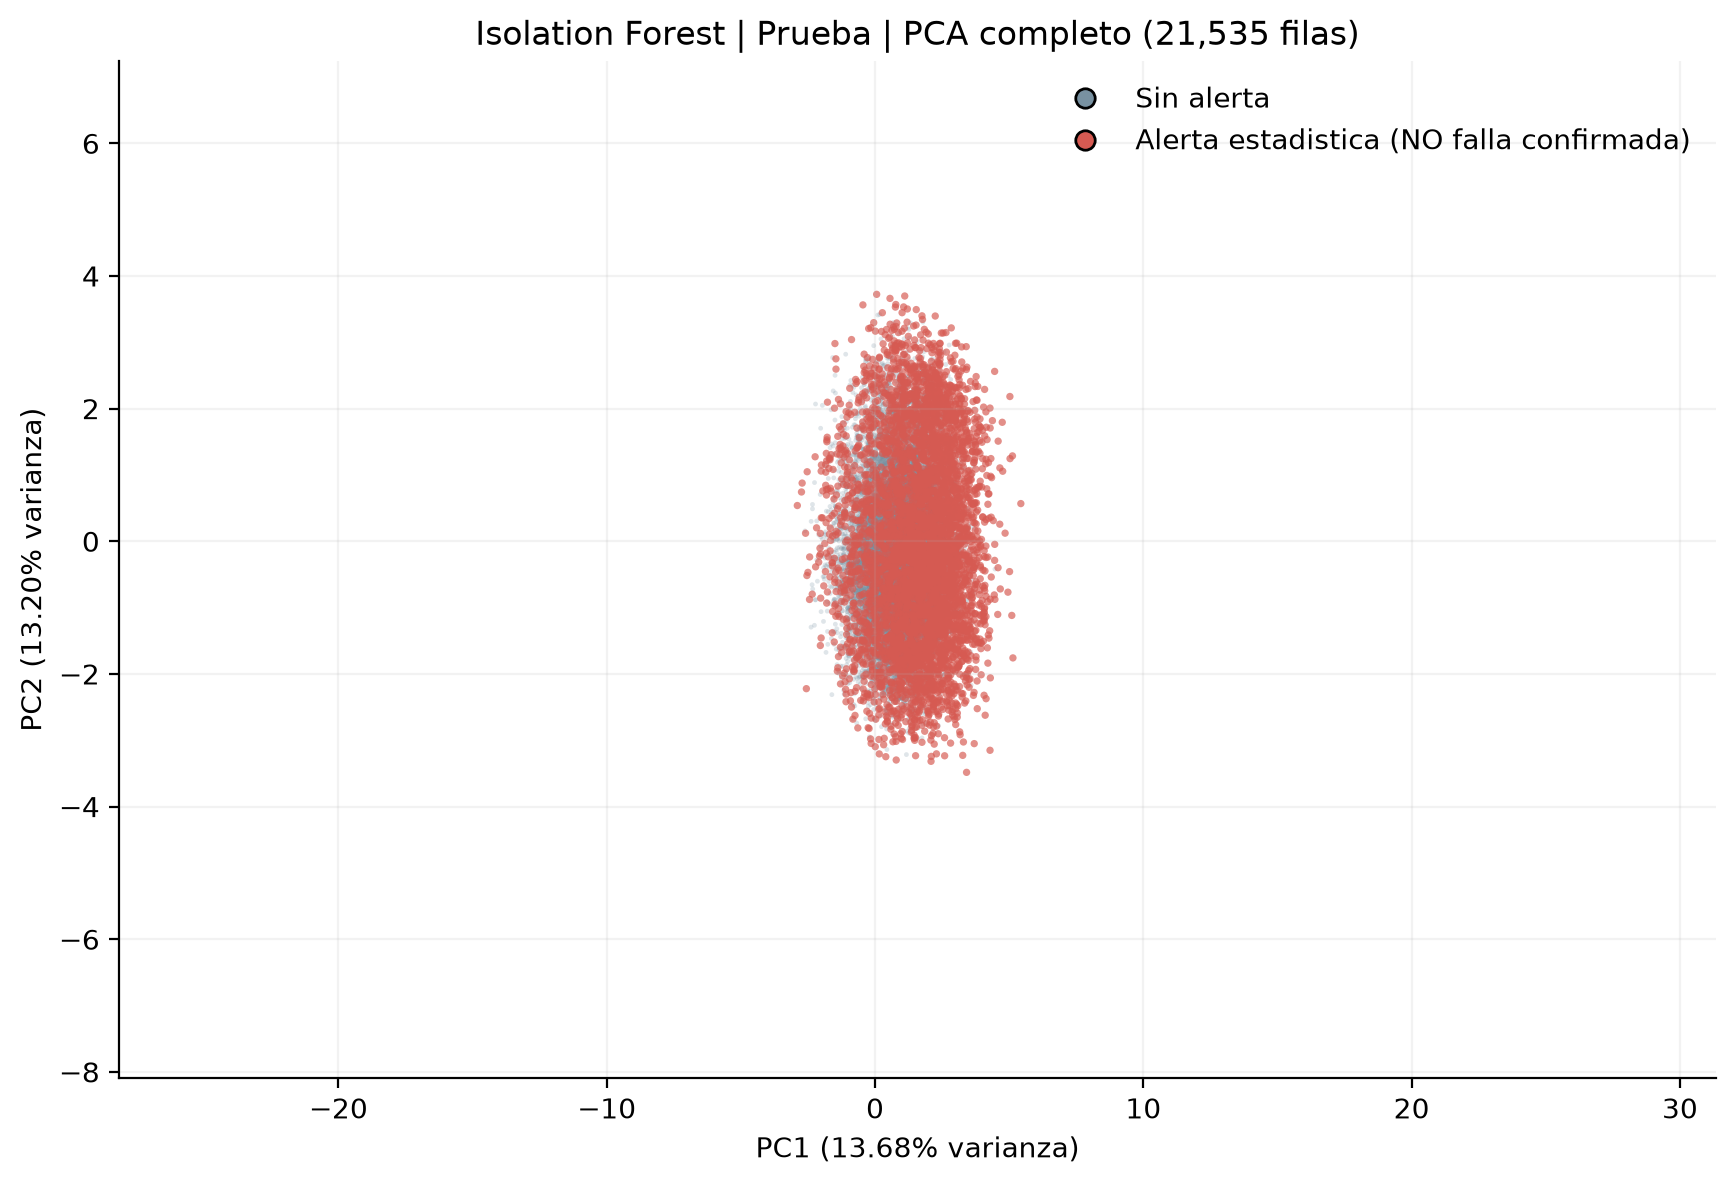 Isolation Forest | Prueba | PCA completo (21,535 filas)
Sin alerta
Alerta estadistica (NO falla confirmada)
6
4
2
0
−2
−4
−6
−8
PC2 (13.20% varianza)
−20
−10
0
10
20
30
PC1 (13.68% varianza)